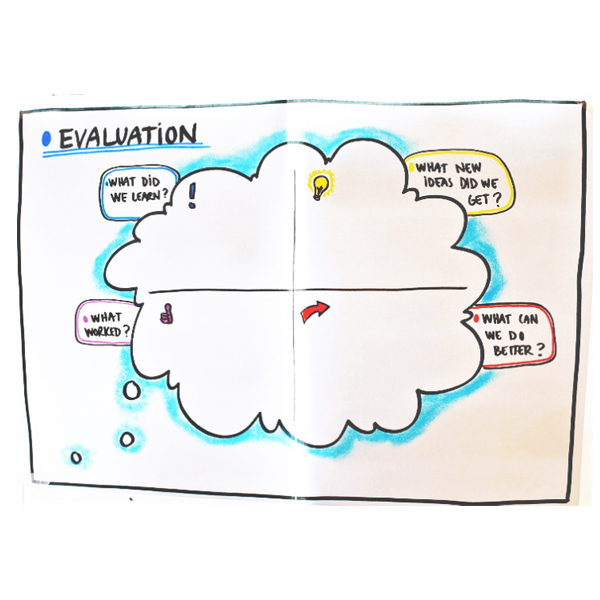 EVALUATION
WHAT DID
WE LEARN?
!
WHAT NEW
IDEAS DID WE
GET?
WHAT
WORKED?
WHAT CAN
WE DO
BETTER?